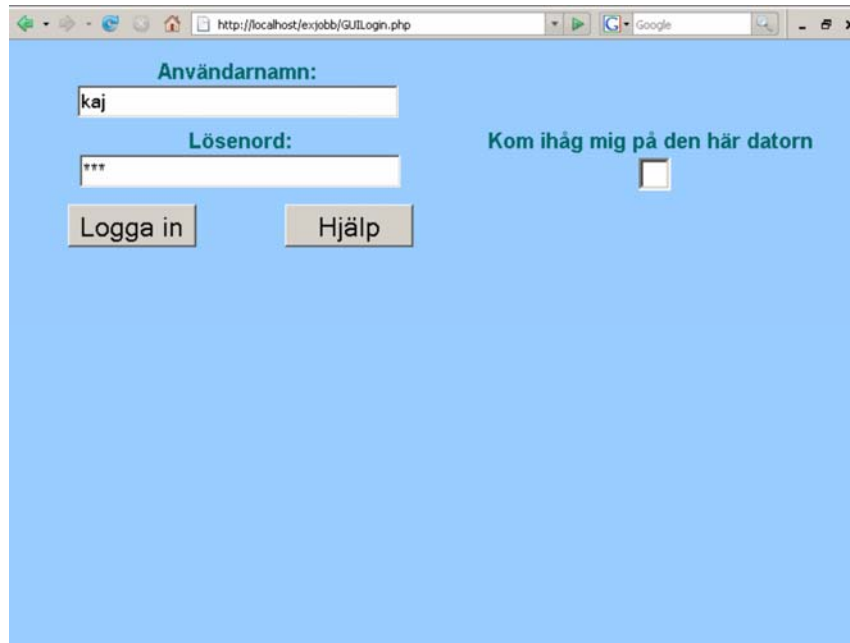 http://localhost/exjobb/GUILogin.php
Google
Användarnamn:
kaj
Lösenord:
***
Kom ihåg mig på den här datorn
Logga in
Hjälp